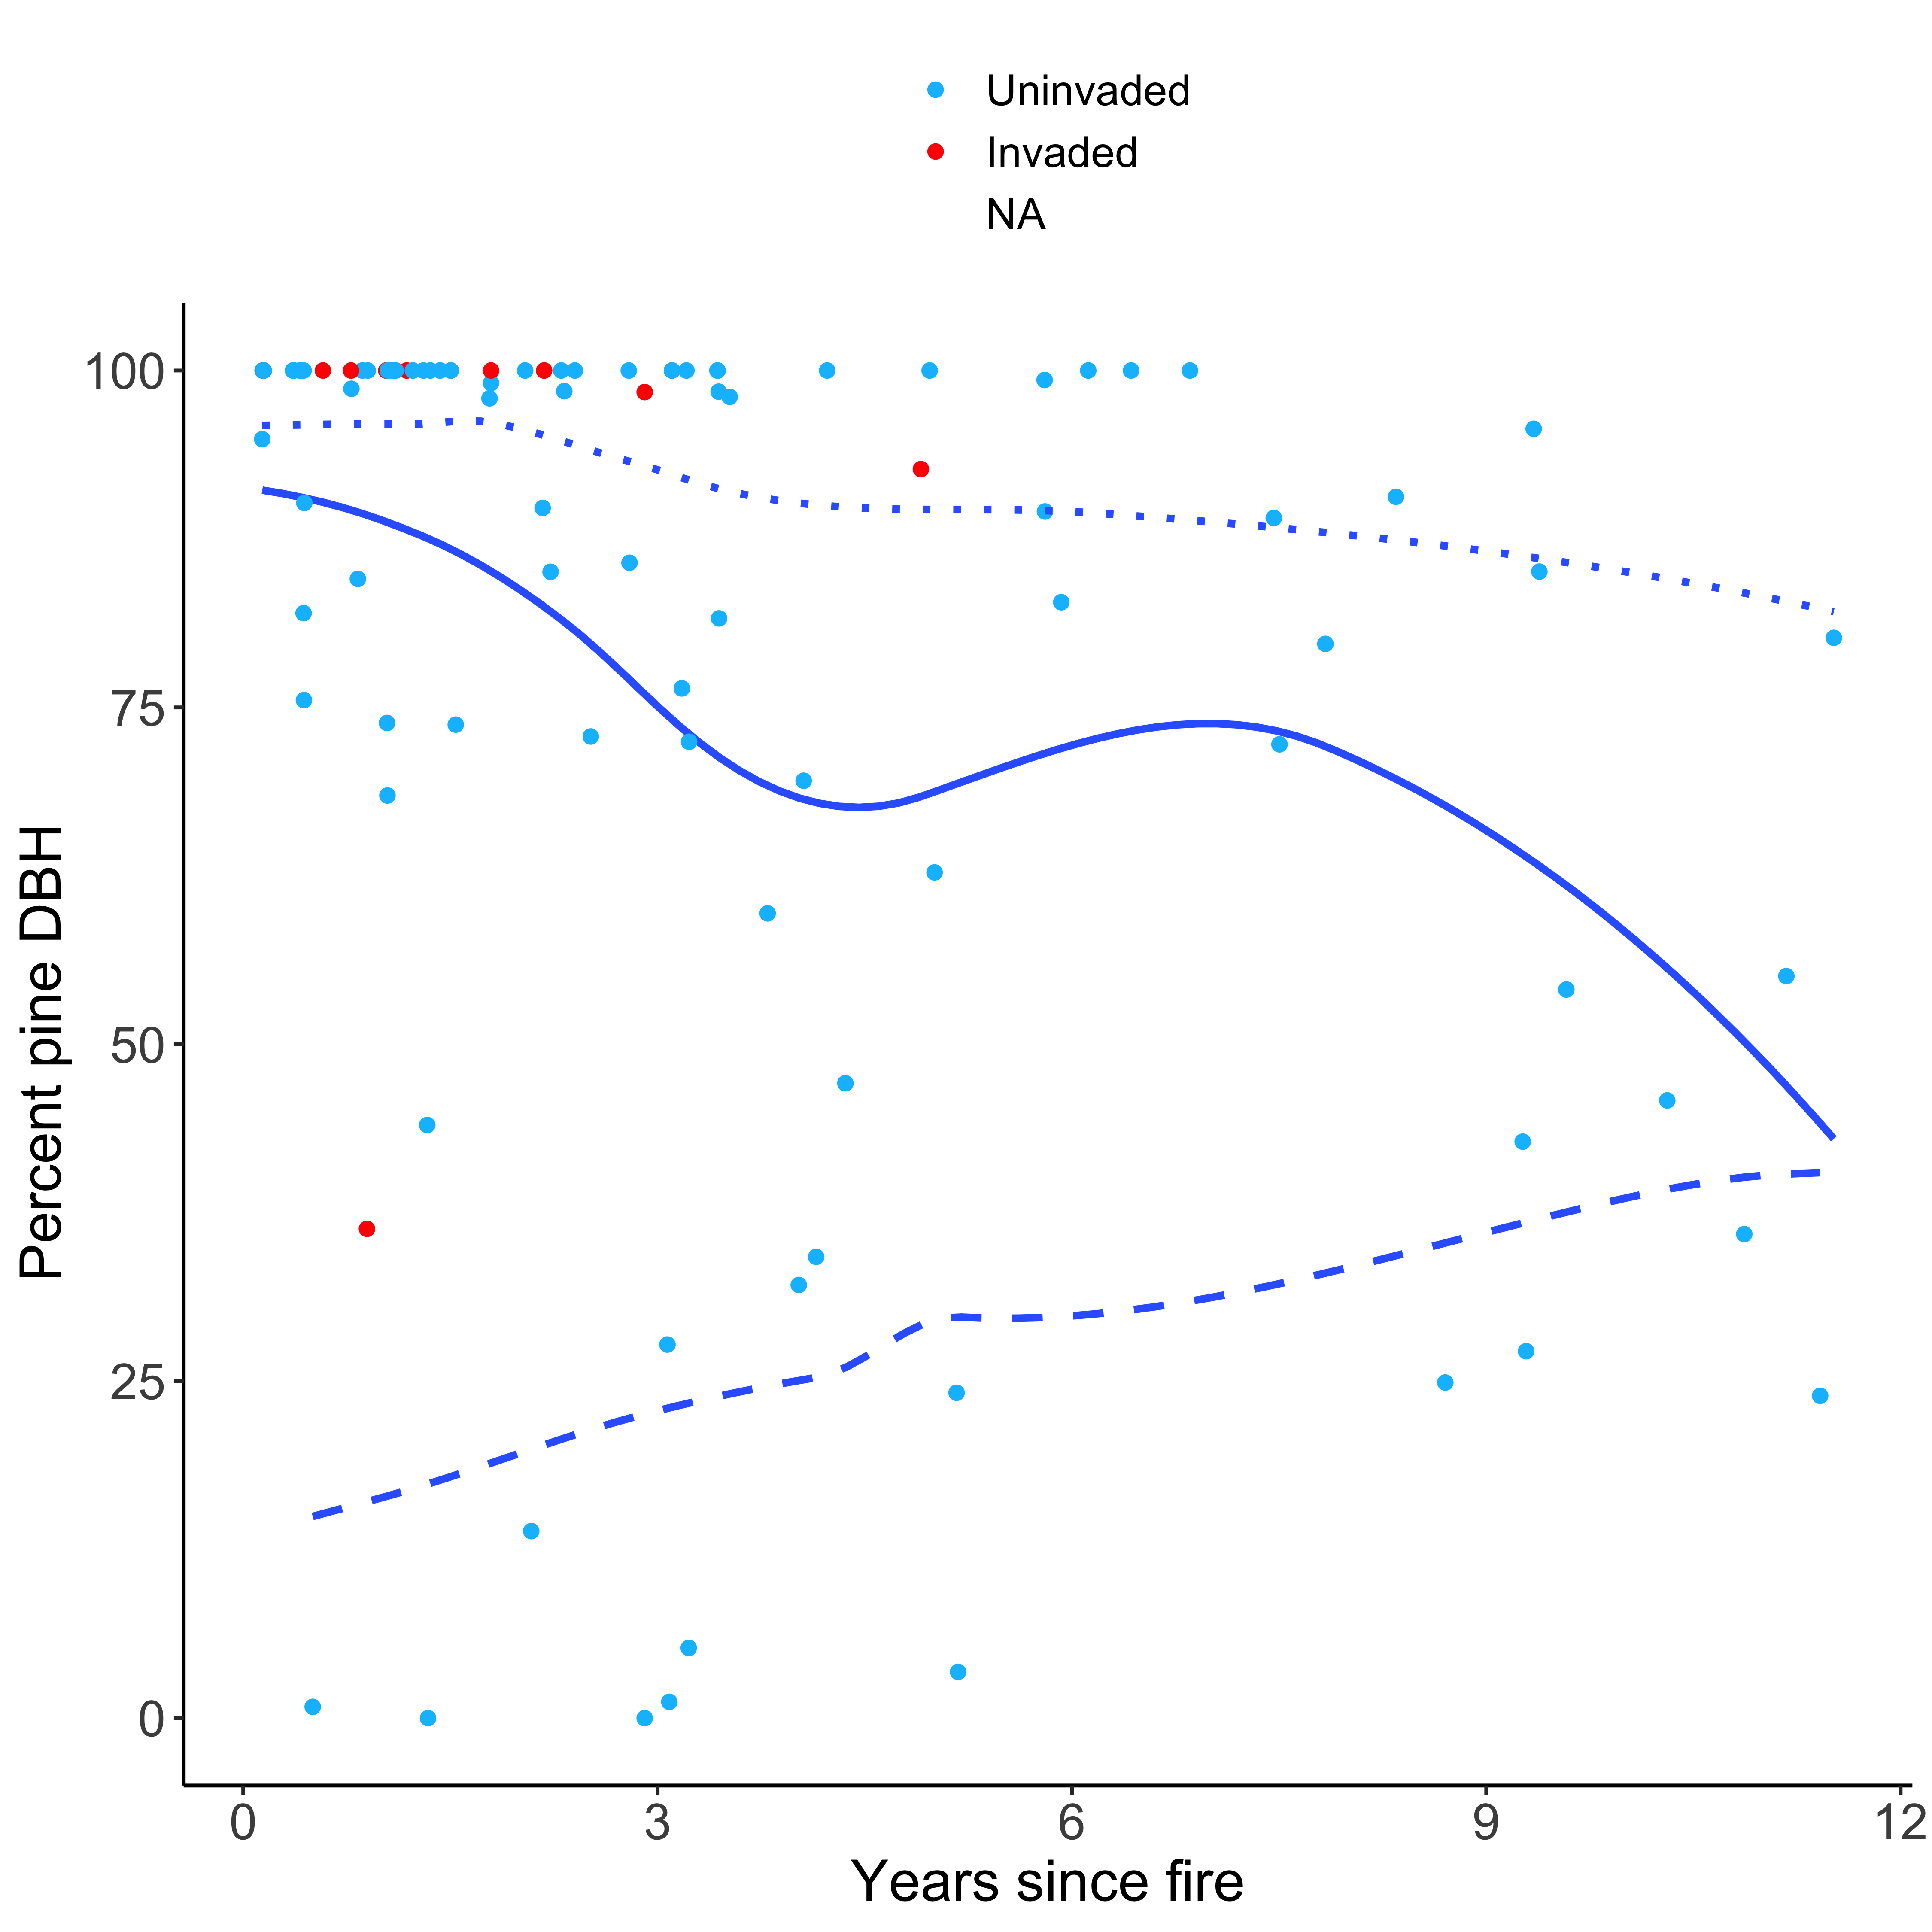 Uninvaded
Invaded
NA
Percent pine DBH
100
75
50
25
0
0 3 6 9 12
Years since fire